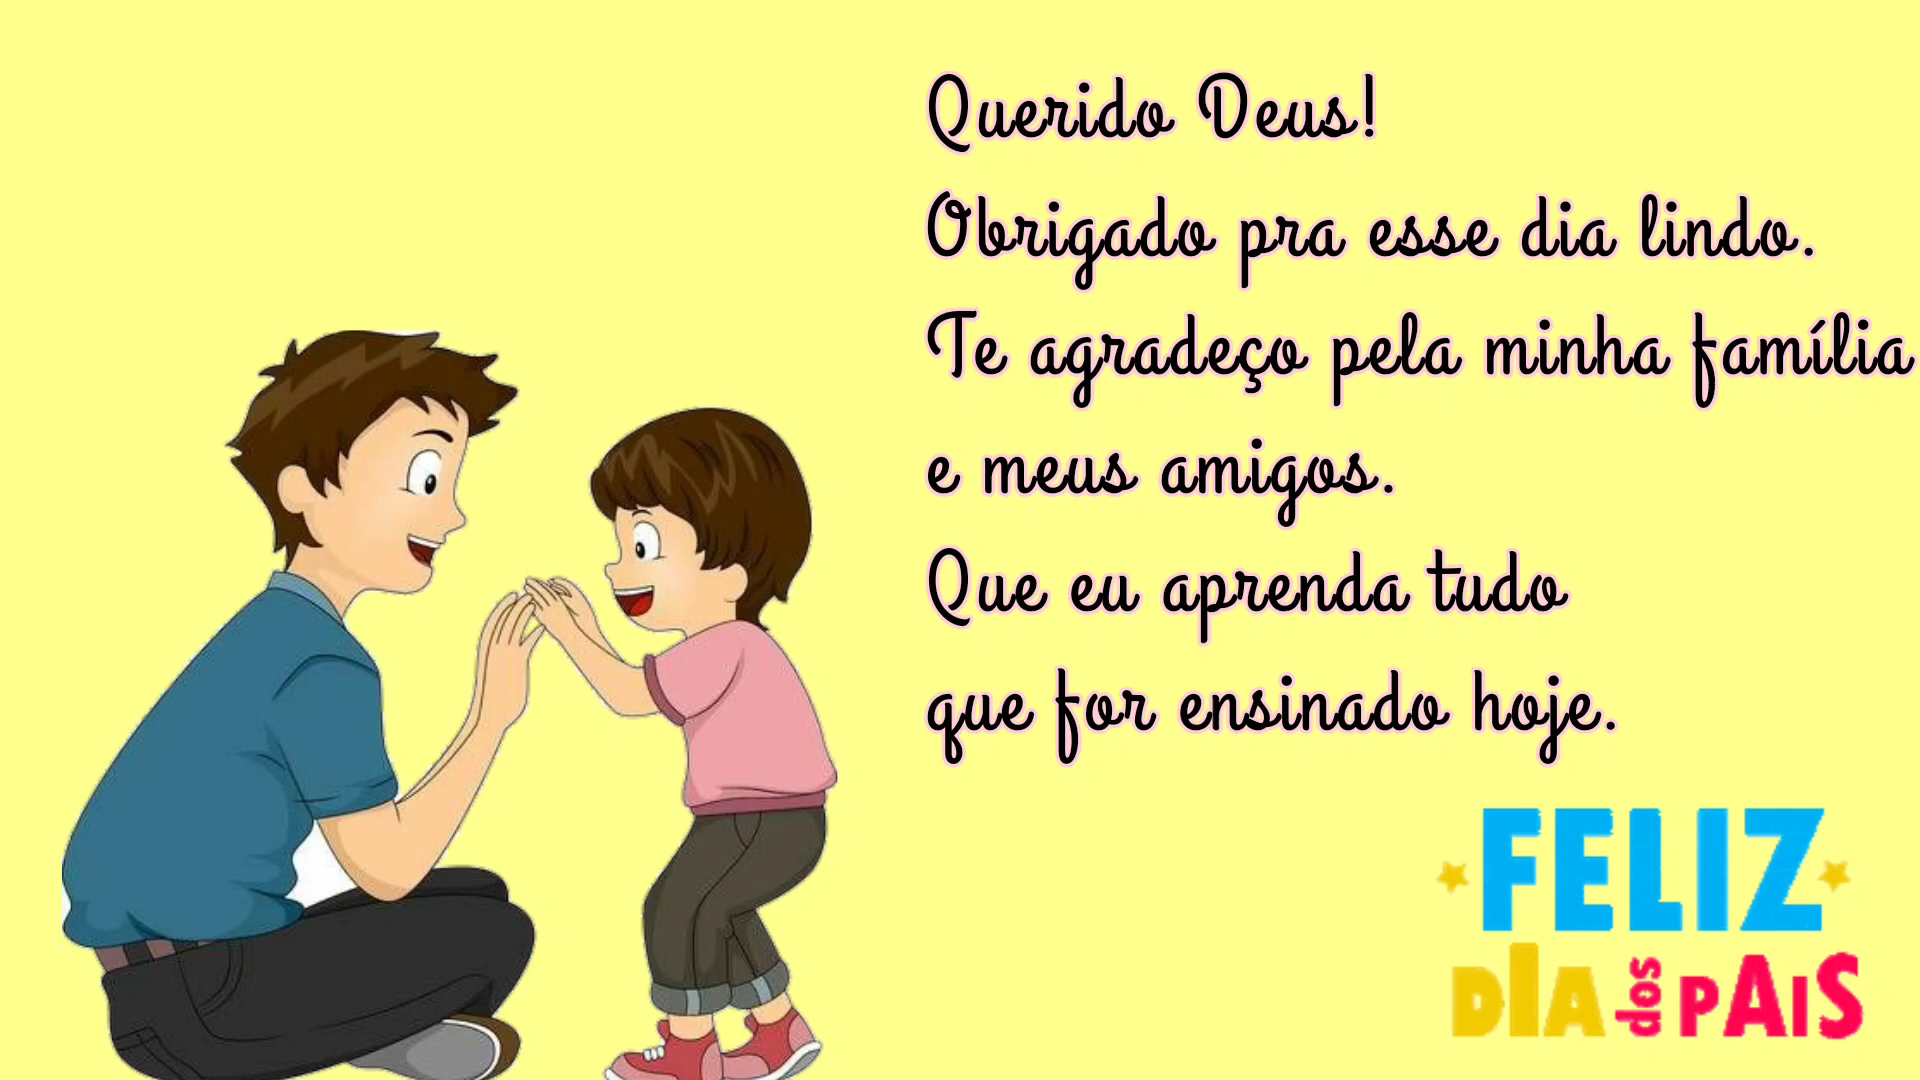 Querido Deus!
Obrigado pra esse dia lindo.
Te agradeço pela minha família
e meus amigos.
Que eu aprenda tudo
que for ensinado hoje.
FELIZ
DIA dos PAIS